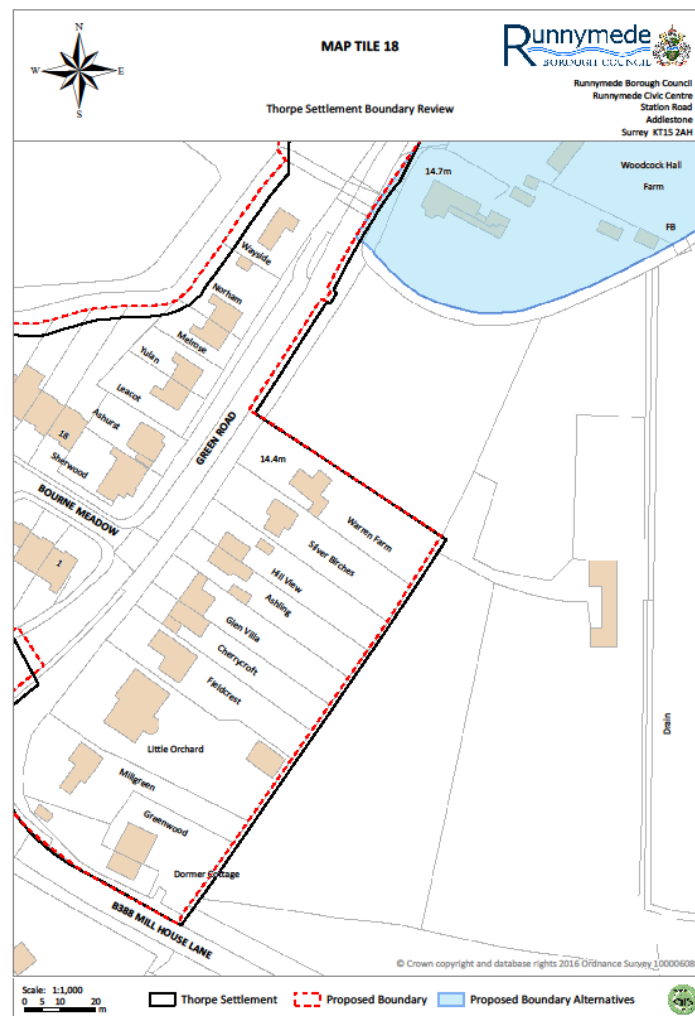 N
W
E
S
MAP TILE 18
Thorpe Settlement Boundary Review
Runnymede
BOROUGH COUNCIL
Runnymede Borough Council
Runnymede Civic Centre
Station Road
Addlestone
Surrey KT15 2AH
14.7m
Woodcock Hall
Farm
FB
Wayside
Norham
Melrose
Yulan
Leacot
Ashurst
18
Sherwood
GREEN ROAD
14.4m
BOURNE MEADOW
1
Warren Farm
Silver Birches
Hill View
Ashling
Glen Villa
Cherrycroft
Fieldcrest
Drain
Little Orchard
Millgreen
Greenwood
Dormer Cottage
B388 MILL HOUSE LANE
© Crown copyright and database rights 2016 Ordnance Survey 10000608
Scale: 1:1,000
0 5 10 20
m
Thorpe Settlement
Proposed Boundary
Proposed Boundary Alternatives